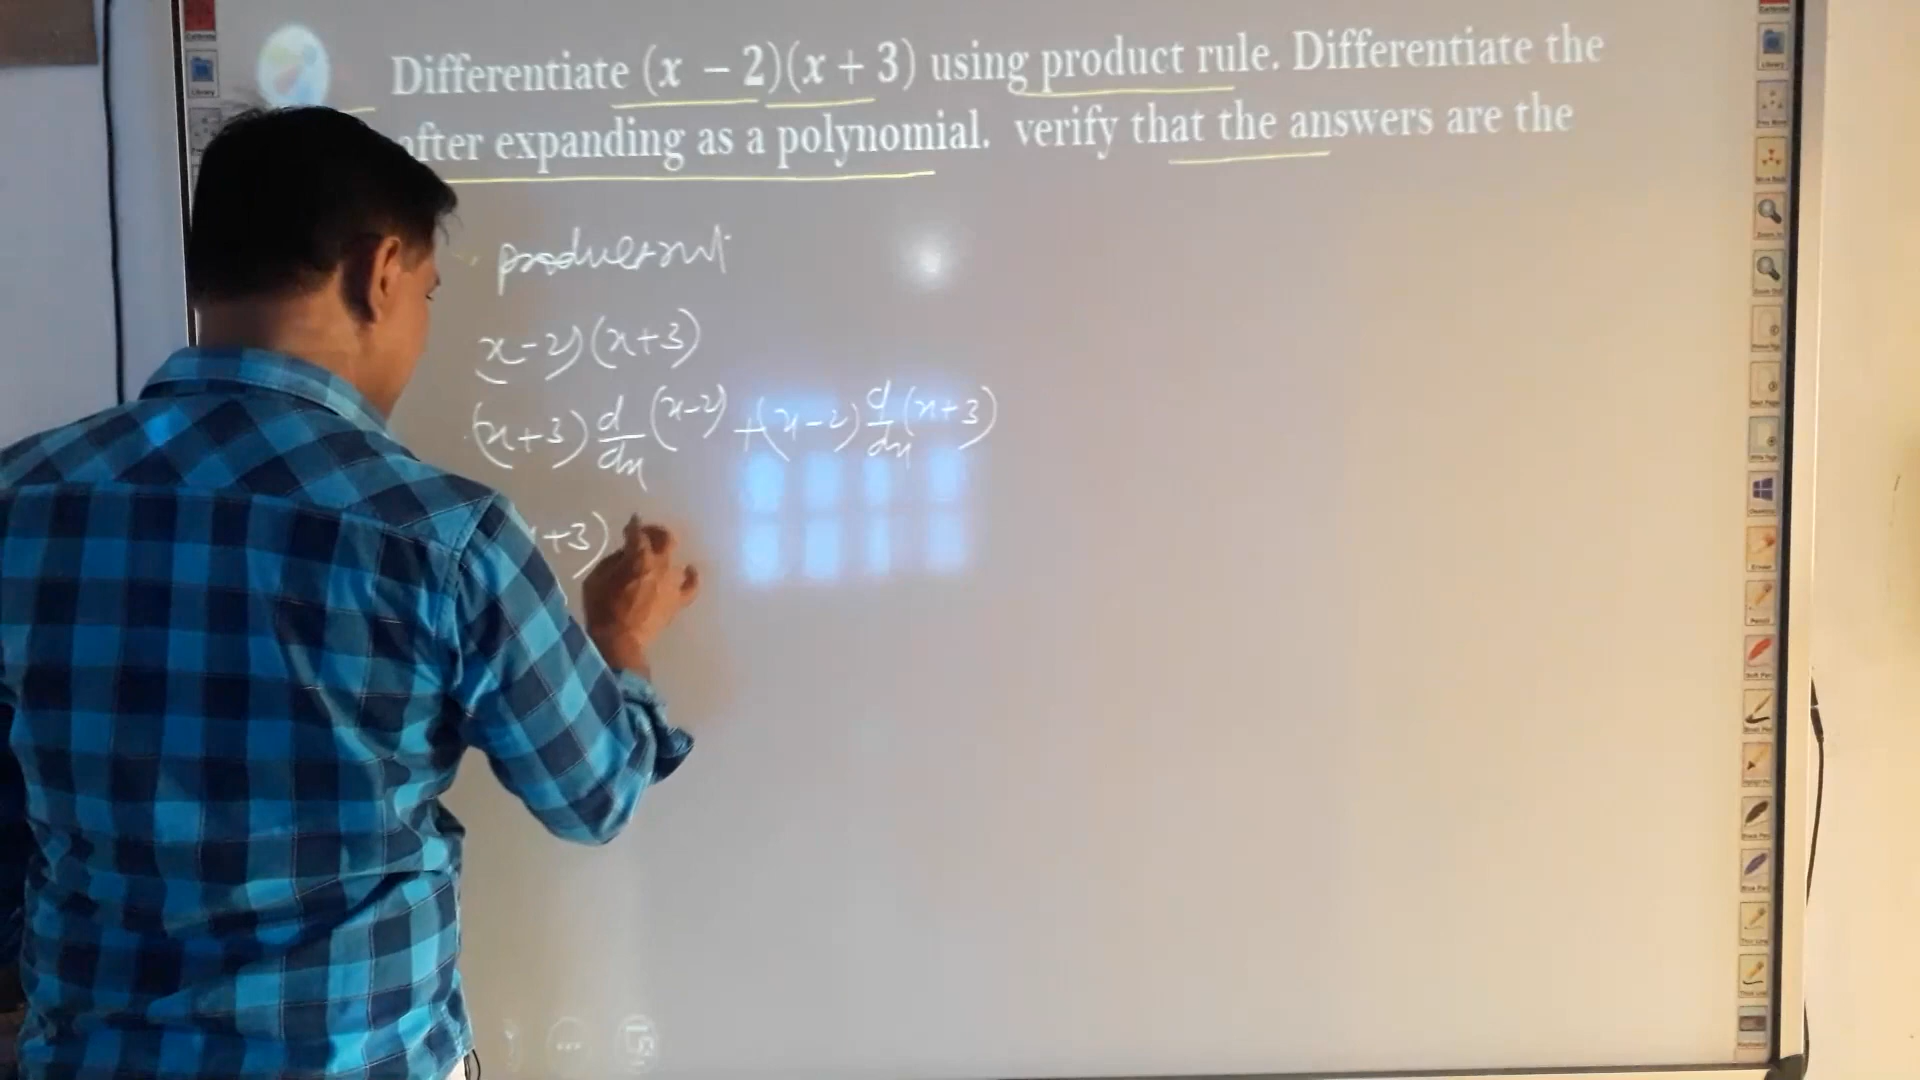 Differentiate (x − 2)(x + 3) using product rule. Differentiate the
after expanding as a polynomial. verify that the answers are the
product rul
x-2)(x+3)
(x+3) d/dx (x-2) + (x-2) d/dx (x+3)
+3)